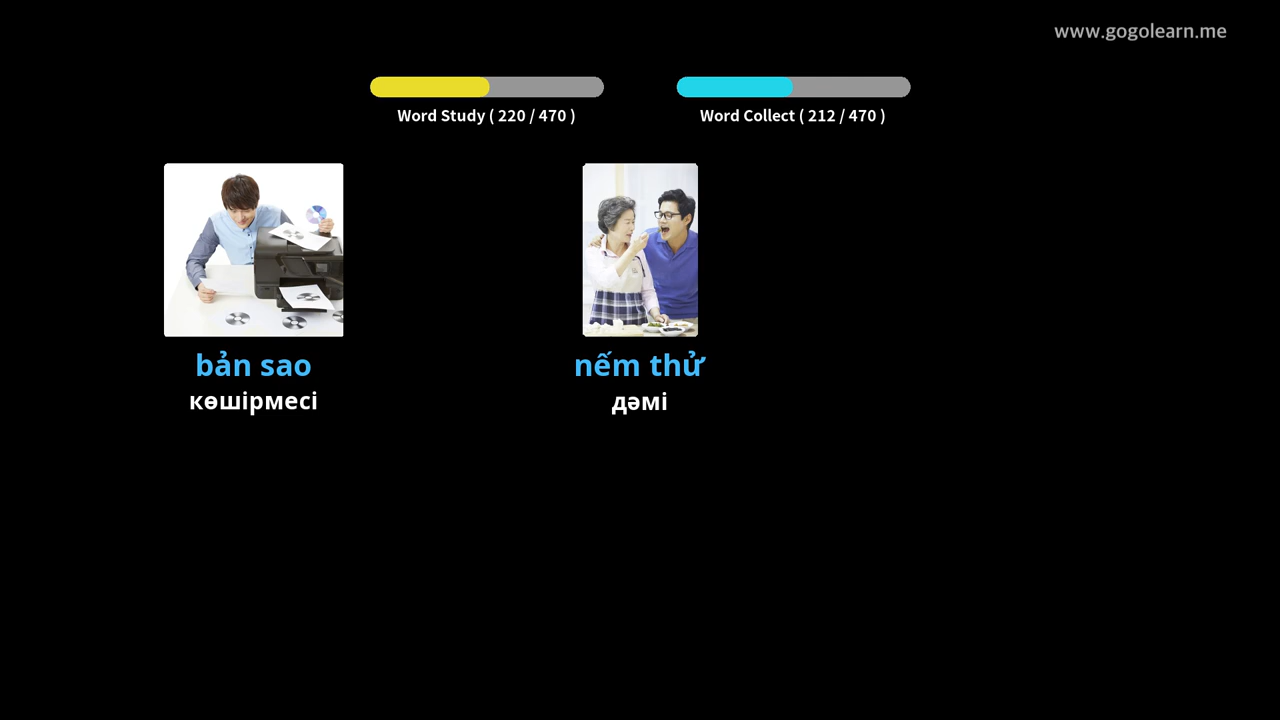 www.gogolearn.me
Word Study ( 220 / 470 )
Word Collect ( 212 / 470 )
bản sao
көшірмесі
nếm thử
дәмі